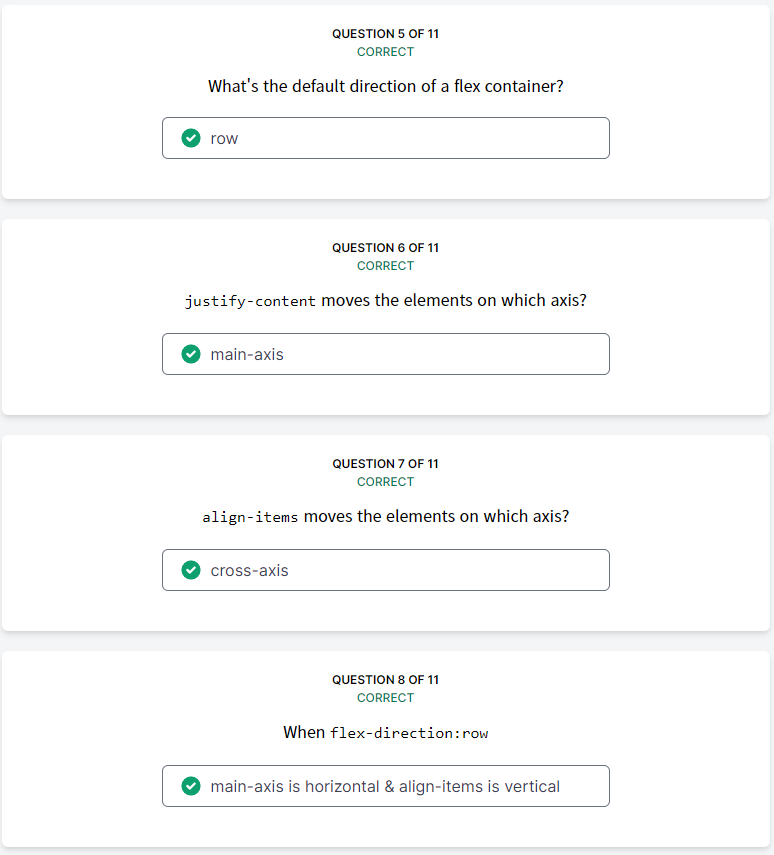 QUESTION 5 OF 11
CORRECT
What's the default direction of a flex container?
row
QUESTION 6 OF 11
CORRECT
justify-content moves the elements on which axis?
main-axis
QUESTION 7 OF 11
CORRECT
align-items moves the elements on which axis?
cross-axis
QUESTION 8 OF 11
CORRECT
When flex-direction:row
main-axis is horizontal & align-items is vertical